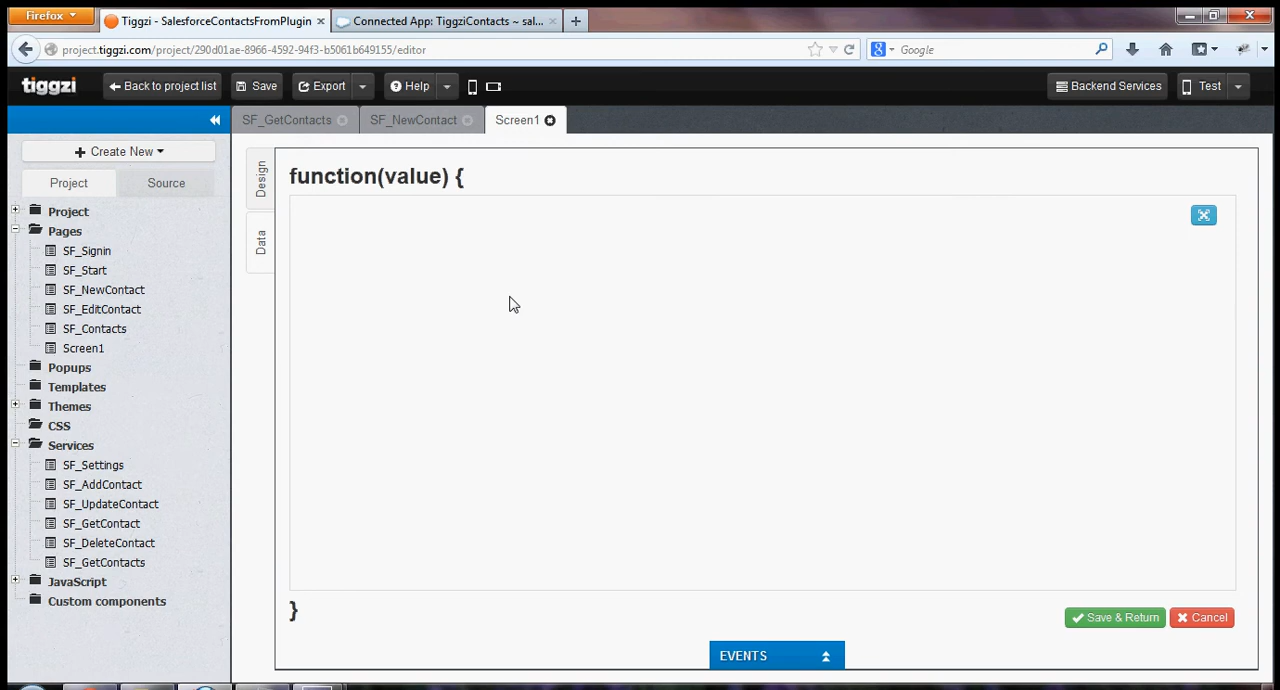 Firefox
Tiggzi - SalesforceContactsFromPlugin
Connected App: TiggziContacts ~ sal...
project.tiggzi.com/project/290d01ae-8966-4592-94f3-b5061b649155/editor
Google
tiggzi
Back to project list
Save
Export
Help
Backend Services
Test
SF_GetContacts
SF_NewContact
Screen1
Create New
Project
Source
Project
Pages
SF_Signin
SF_Start
SF_NewContact
SF_EditContact
SF_Contacts
Screen1
Popups
Templates
Themes
CSS
Services
SF_Settings
SF_AddContact
SF_UpdateContact
SF_GetContact
SF_DeleteContact
SF_GetContacts
JavaScript
Custom components
Design
Data
function(value) {
}
Save & Return
Cancel
EVENTS